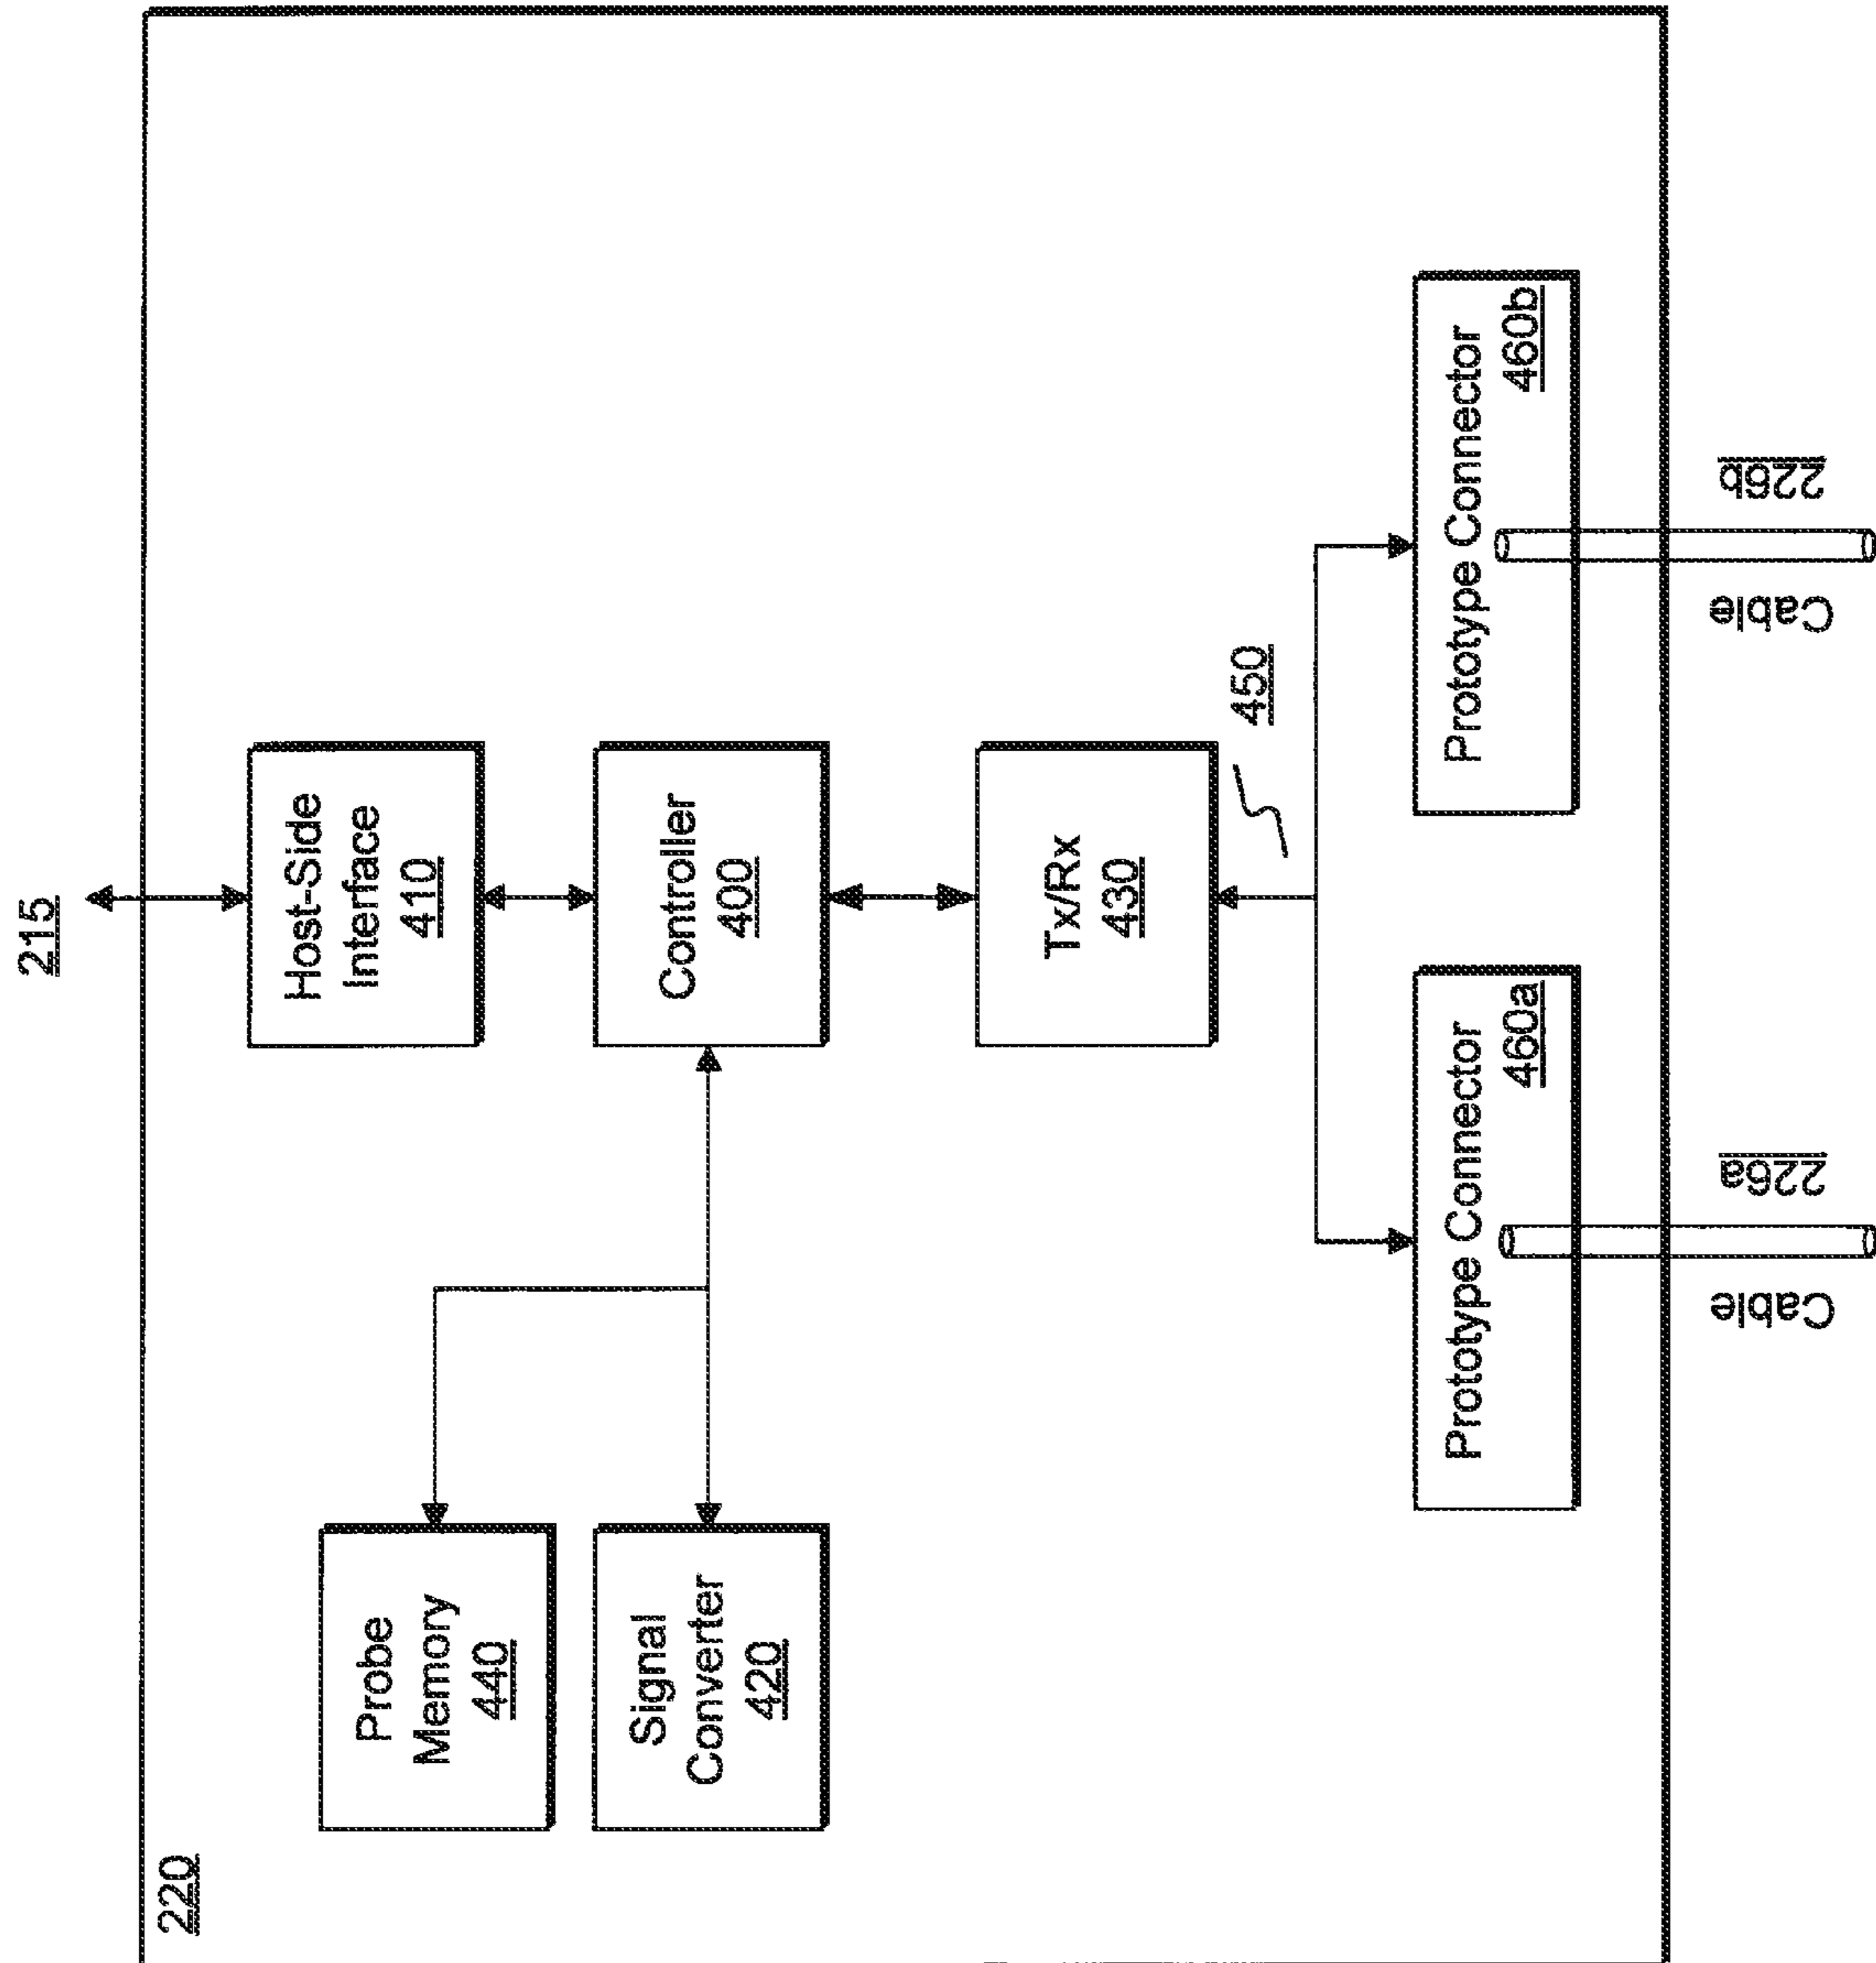 220
215
Host-Side
Interface
410
Probe
Memory
440
Controller
400
Signal
Converter
420
Tx/Rx
430
450
Prototype Connector
460a
Prototype Connector
460b
Cable
226a
Cable
226b